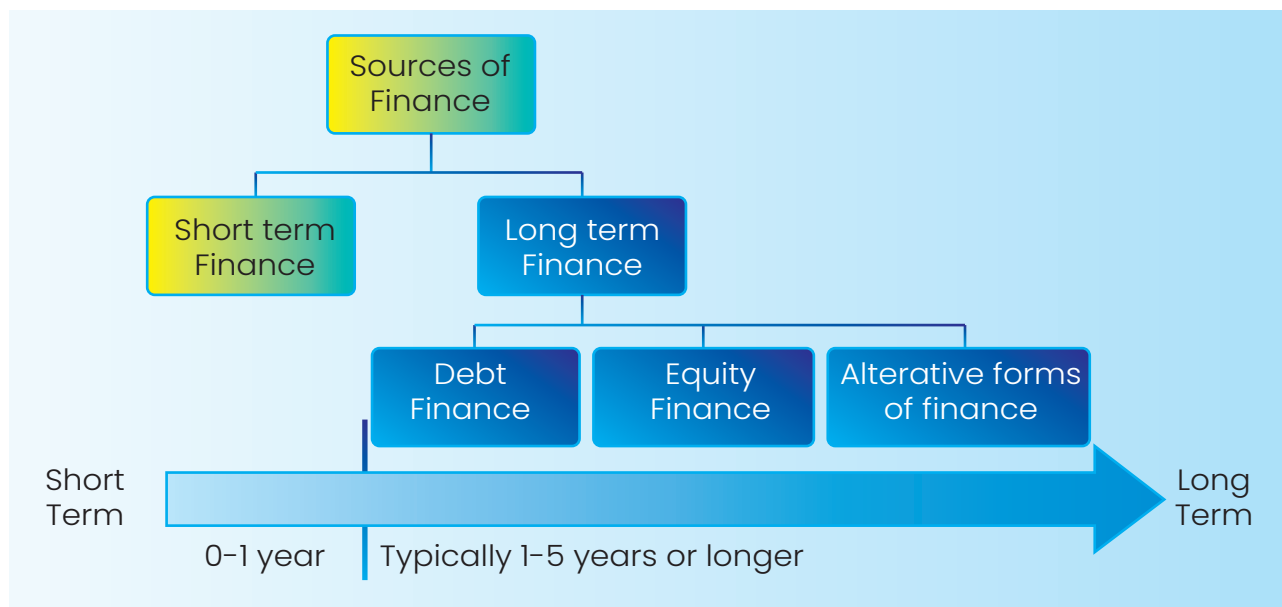 Sources of
Finance
Short term
Finance
Long term
Finance
Debt
Finance
Equity
Finance
Alterative forms
of finance
Short
Term
Long
Term
0-1 year
Typically 1-5 years or longer